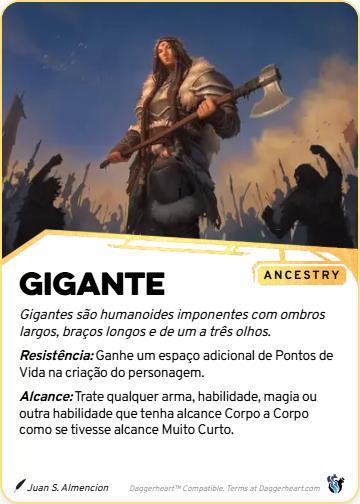 GIGANTE
ANCESTRY
Gigantes são humanoides imponentes com ombros
largos, braços longos e de um a três olhos.
Resistência: Ganhe um espaço adicional de Pontos de
Vida na criação do personagem.
Alcance: Trate qualquer arma, habilidade, magia ou
outra habilidade que tenha alcance Corpo a Corpo
como se tivesse alcance Muito Curto.
Juan S. Almencion
Daggerheart™ Compatible. Terms at Daggerheart.com